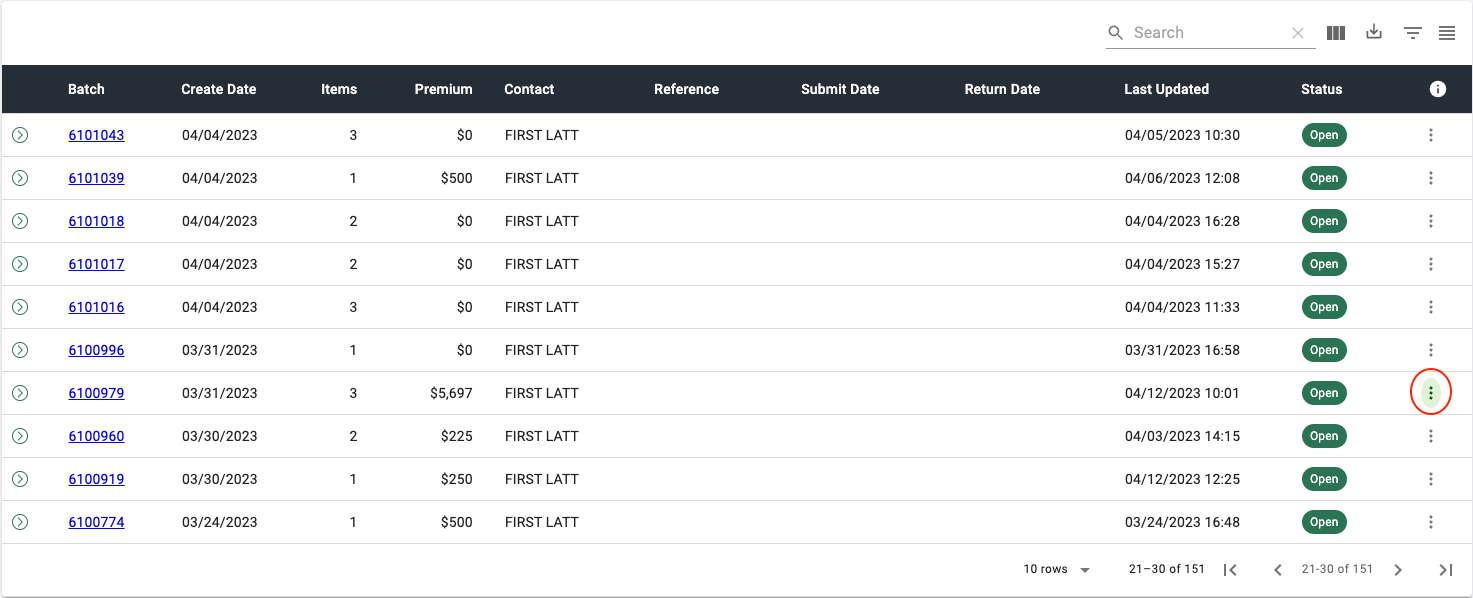 Search
Batch Create Date Items Premium Contact Reference Submit Date Return Date Last Updated Status
6101043 04/04/2023 3 $0 FIRST LATT 04/05/2023 10:30 Open
6101039 04/04/2023 1 $500 FIRST LATT 04/06/2023 12:08 Open
6101018 04/04/2023 2 $0 FIRST LATT 04/04/2023 16:28 Open
6101017 04/04/2023 2 $0 FIRST LATT 04/04/2023 15:27 Open
6101016 04/04/2023 3 $0 FIRST LATT 04/04/2023 11:33 Open
6100996 03/31/2023 1 $0 FIRST LATT 03/31/2023 16:58 Open
6100979 03/31/2023 3 $5,697 FIRST LATT 04/12/2023 10:01 Open
6100960 03/30/2023 2 $225 FIRST LATT 04/03/2023 14:15 Open
6100919 03/30/2023 1 $250 FIRST LATT 04/12/2023 12:25 Open
6100774 03/24/2023 1 $500 FIRST LATT 03/24/2023 16:48 Open
10 rows 21–30 of 151 21-30 of 151